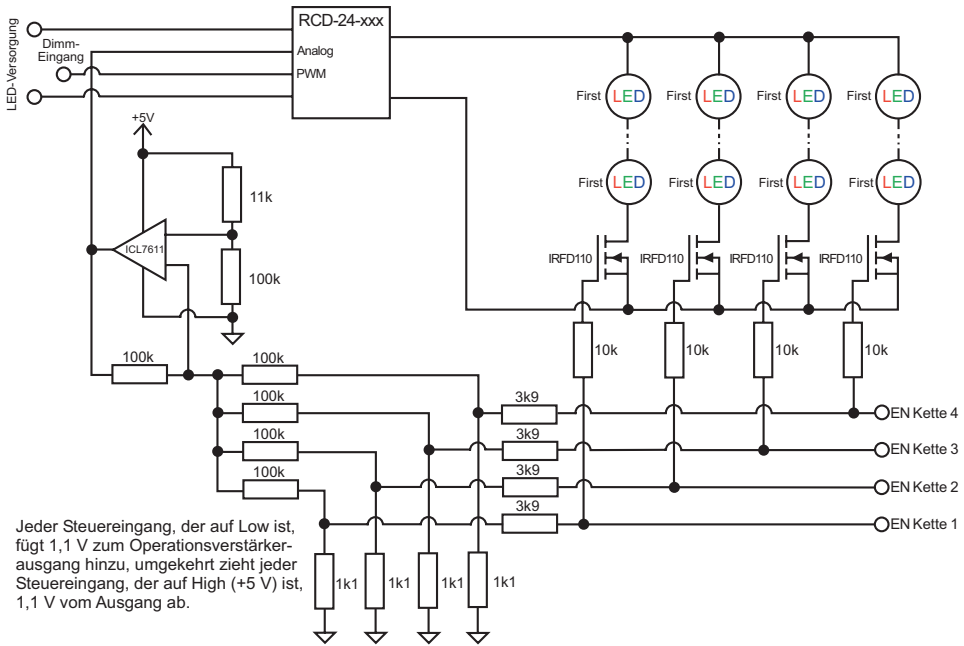 RCD-24-xxx
LED-Versorgung
Dimm-
Eingang
Analog
PWM
First LED First LED First LED First LED
First LED First LED First LED First LED
+5V
11k
ICL7611
100k
IRFD110 IRFD110 IRFD110 IRFD110
10k 10k 10k 10k
100k 100k
100k
100k
100k
3k9 EN Kette 4
3k9 EN Kette 3
3k9 EN Kette 2
3k9 EN Kette 1
1k1 1k1 1k1 1k1
Jeder Steuereingang, der auf Low ist,
fügt 1,1 V zum Operationsverstärker-
ausgang hinzu, umgekehrt zieht jeder
Steuereingang, der auf High (+5 V) ist,
1,1 V vom Ausgang ab.